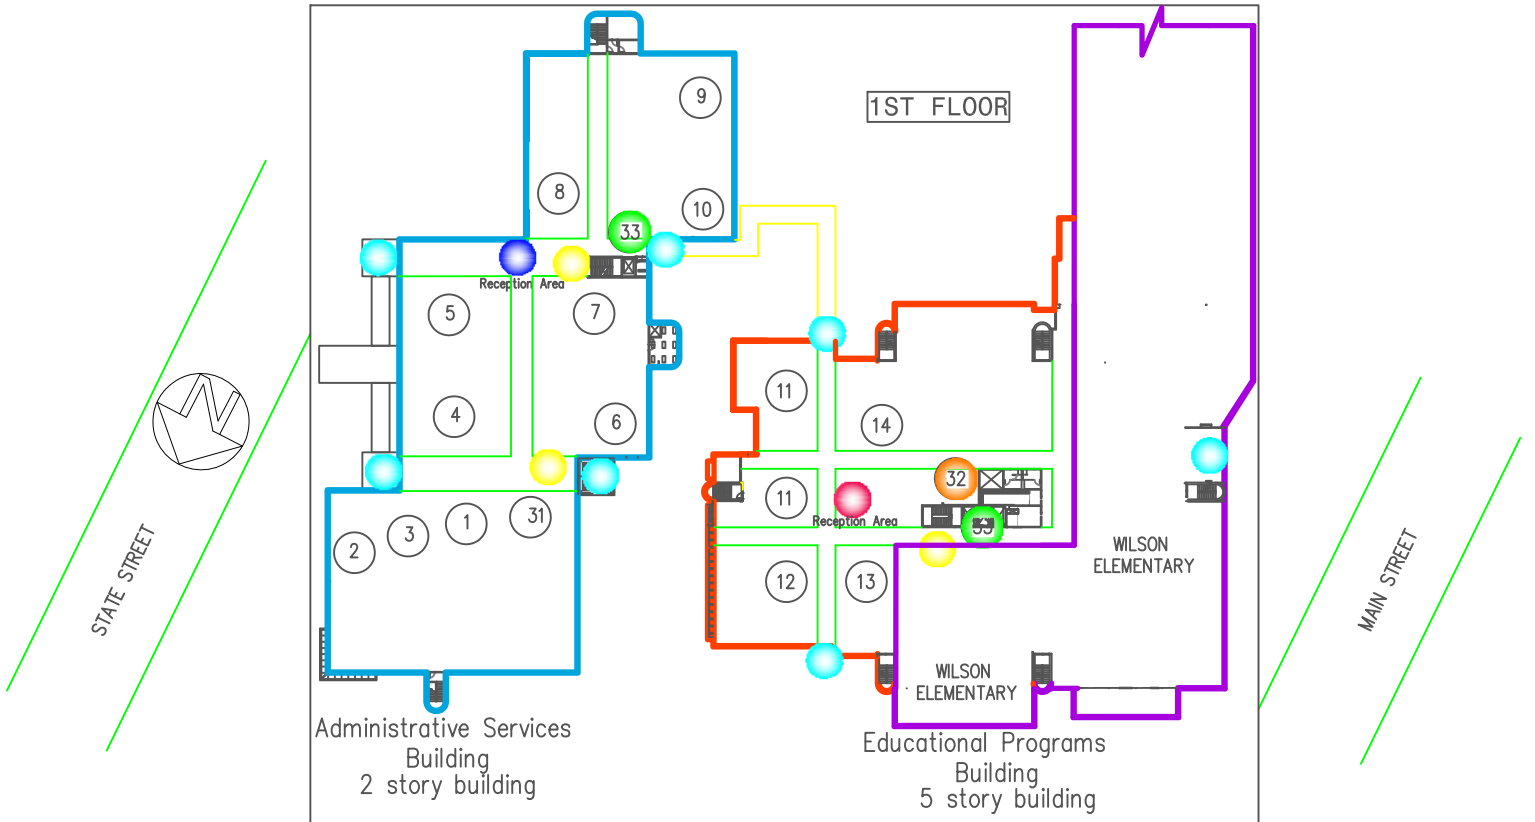 1ST FLOOR
9
8
10
33
Reception Area
5
7
4
6
11
14
32
11
Reception Area
33
31
1
3
2
12
13
STATE STREET
MAIN STREET
WILSON
ELEMENTARY
WILSON
ELEMENTARY
Administrative Services
Building
2 story building
Educational Programs
Building
5 story building